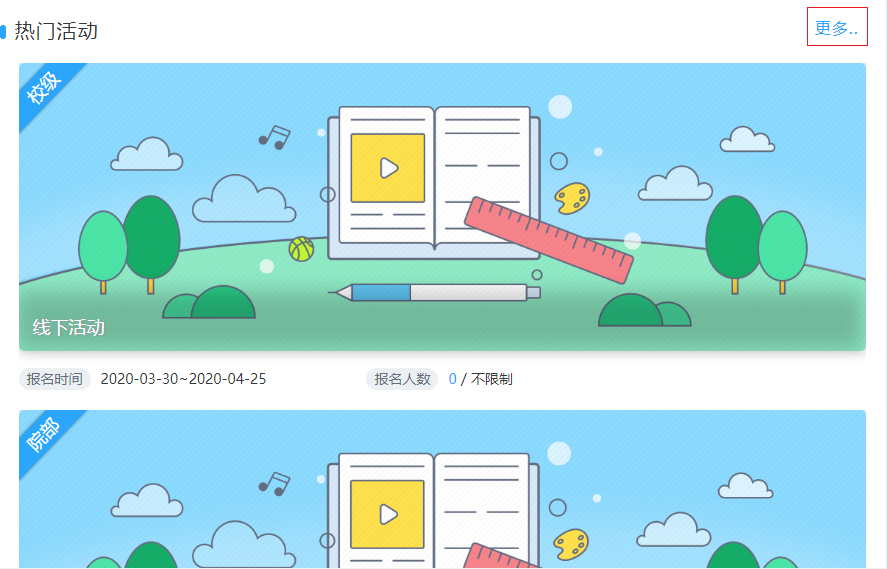 热门活动
更多..
校级
线下活动
报名时间 2020-03-30~2020-04-25 报名人数 0 / 不限制
院部